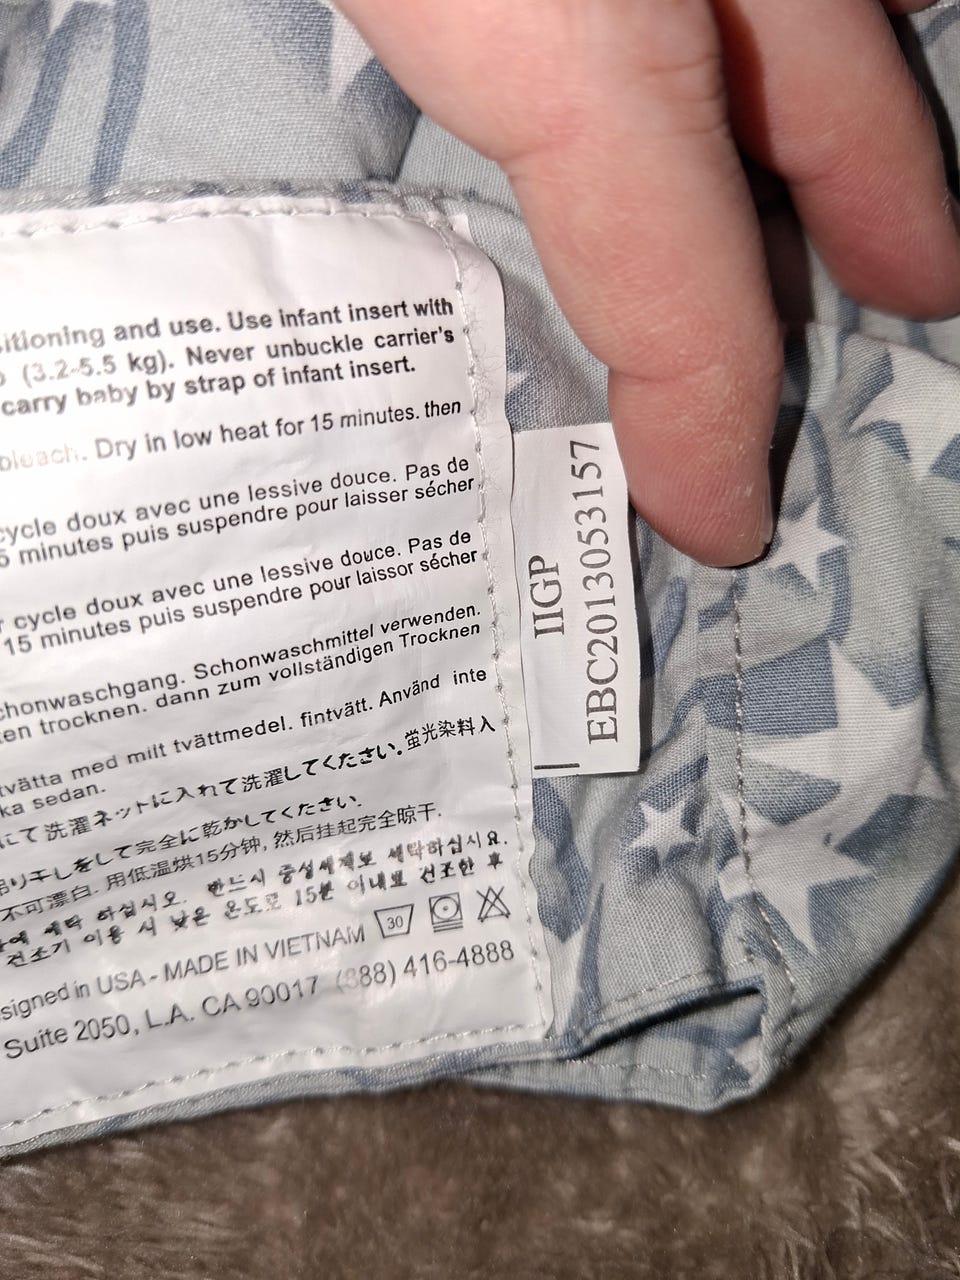 itioning and use. Use infant insert with
(3.2-5.5 kg). Never unbuckle carrier's
carry baby by strap of infant insert.
bleach. Dry in low heat for 15 minutes. then
cycle doux avec une lessive douce. Pas de
5 minutes puis suspendre pour laisser sécher
cycle doux avec une lessive douce. Pas de
15 minutes puis suspendre pour laissor sécher
chonwaschgang. Schonwaschmittel verwenden.
ten trocknen. dann zum vollständigen Trocknen
tvätta med milt tvättmedel. fintvätt. Använd inte
ka sedan.
にて洗濯ネットに入れて洗濯してください.蛍光染料入
吊り干しをして完全に乾かしてください.
不可漂白. 用低温烘15分钟, 然后挂起完全晾干.
세탁 하십시오. 반드시 중성세제로 세탁하십시요.
건조기 이용 시 낮은 온도로 15분 이내로 건조한 후
30
signed in USA - MADE IN VIETNAM
Suite 2050, L.A. CA 90017 (888) 416-4888
IIGP
EBC2013053157